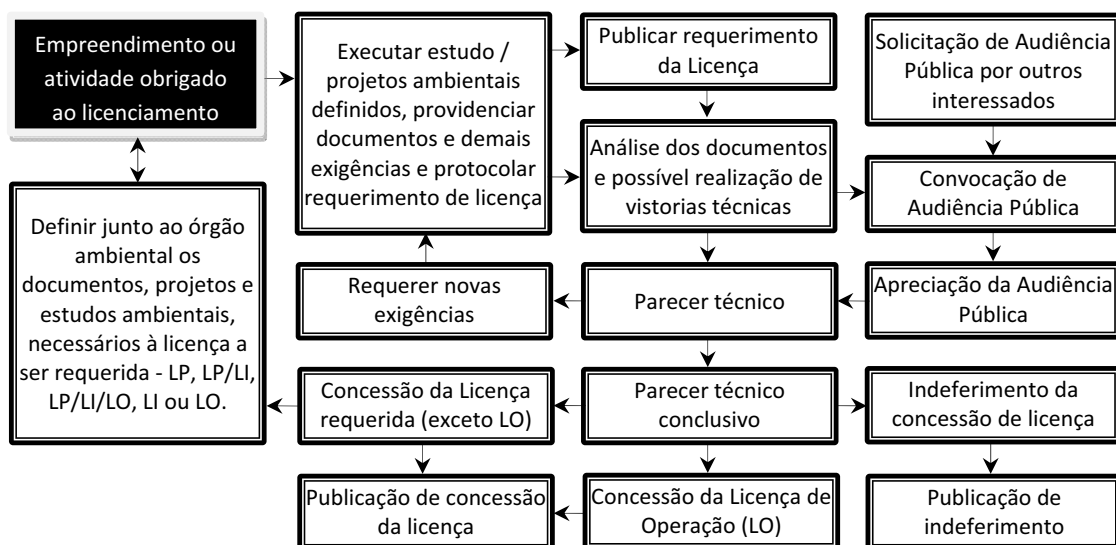 Empreendimento ou
atividade obrigado
ao licenciamento
Executar estudo /
projetos ambientais
definidos, providenciar
documentos e demais
exigências e protocolar
requerimento de licença
Publicar requerimento
da Licença
Solicitação de Audiência
Pública por outros
interessados
Análise dos documentos
e possível realização de
vistorias técnicas
Convocação de
Audiência Pública
Definir junto ao órgão
ambiental os
documentos, projetos e
estudos ambientais,
necessários à licença a
ser requerida - LP, LP/LI,
LP/LI/LO, LI ou LO.
Requerer novas
exigências
Parecer técnico
Apreciação da Audiência
Pública
Concessão da Licença
requerida (exceto LO)
Parecer técnico
conclusivo
Indeferimento da
concessão de licença
Publicação de concessão
da licença
Concessão da Licença de
Operação (LO)
Publicação de
indeferimento